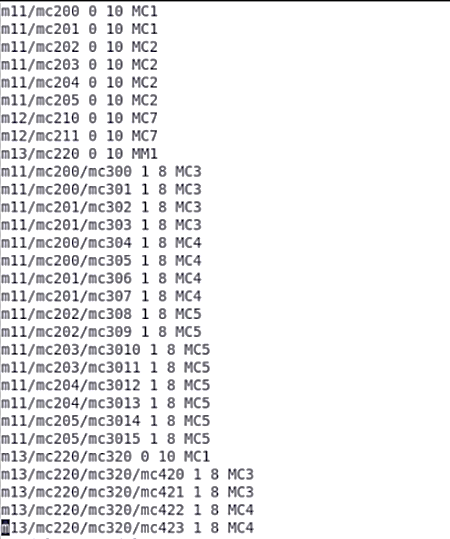 m11/mc200 0 10 MC1
m11/mc201 0 10 MC1
m11/mc202 0 10 MC2
m11/mc203 0 10 MC2
m11/mc204 0 10 MC2
m11/mc205 0 10 MC2
m12/mc210 0 10 MC7
m12/mc211 0 10 MC7
m13/mc220 0 10 MM1
m11/mc200/mc300 1 8 MC3
m11/mc200/mc301 1 8 MC3
m11/mc201/mc302 1 8 MC3
m11/mc201/mc303 1 8 MC3
m11/mc200/mc304 1 8 MC4
m11/mc200/mc305 1 8 MC4
m11/mc201/mc306 1 8 MC4
m11/mc201/mc307 1 8 MC4
m11/mc202/mc308 1 8 MC5
m11/mc202/mc309 1 8 MC5
m11/mc203/mc3010 1 8 MC5
m11/mc203/mc3011 1 8 MC5
m11/mc204/mc3012 1 8 MC5
m11/mc204/mc3013 1 8 MC5
m11/mc205/mc3014 1 8 MC5
m11/mc205/mc3015 1 8 MC5
m13/mc220/mc320 0 10 MC1
m13/mc220/mc320/mc420 1 8 MC3
m13/mc220/mc320/mc421 1 8 MC3
m13/mc220/mc320/mc422 1 8 MC4
m13/mc220/mc320/mc423 1 8 MC4